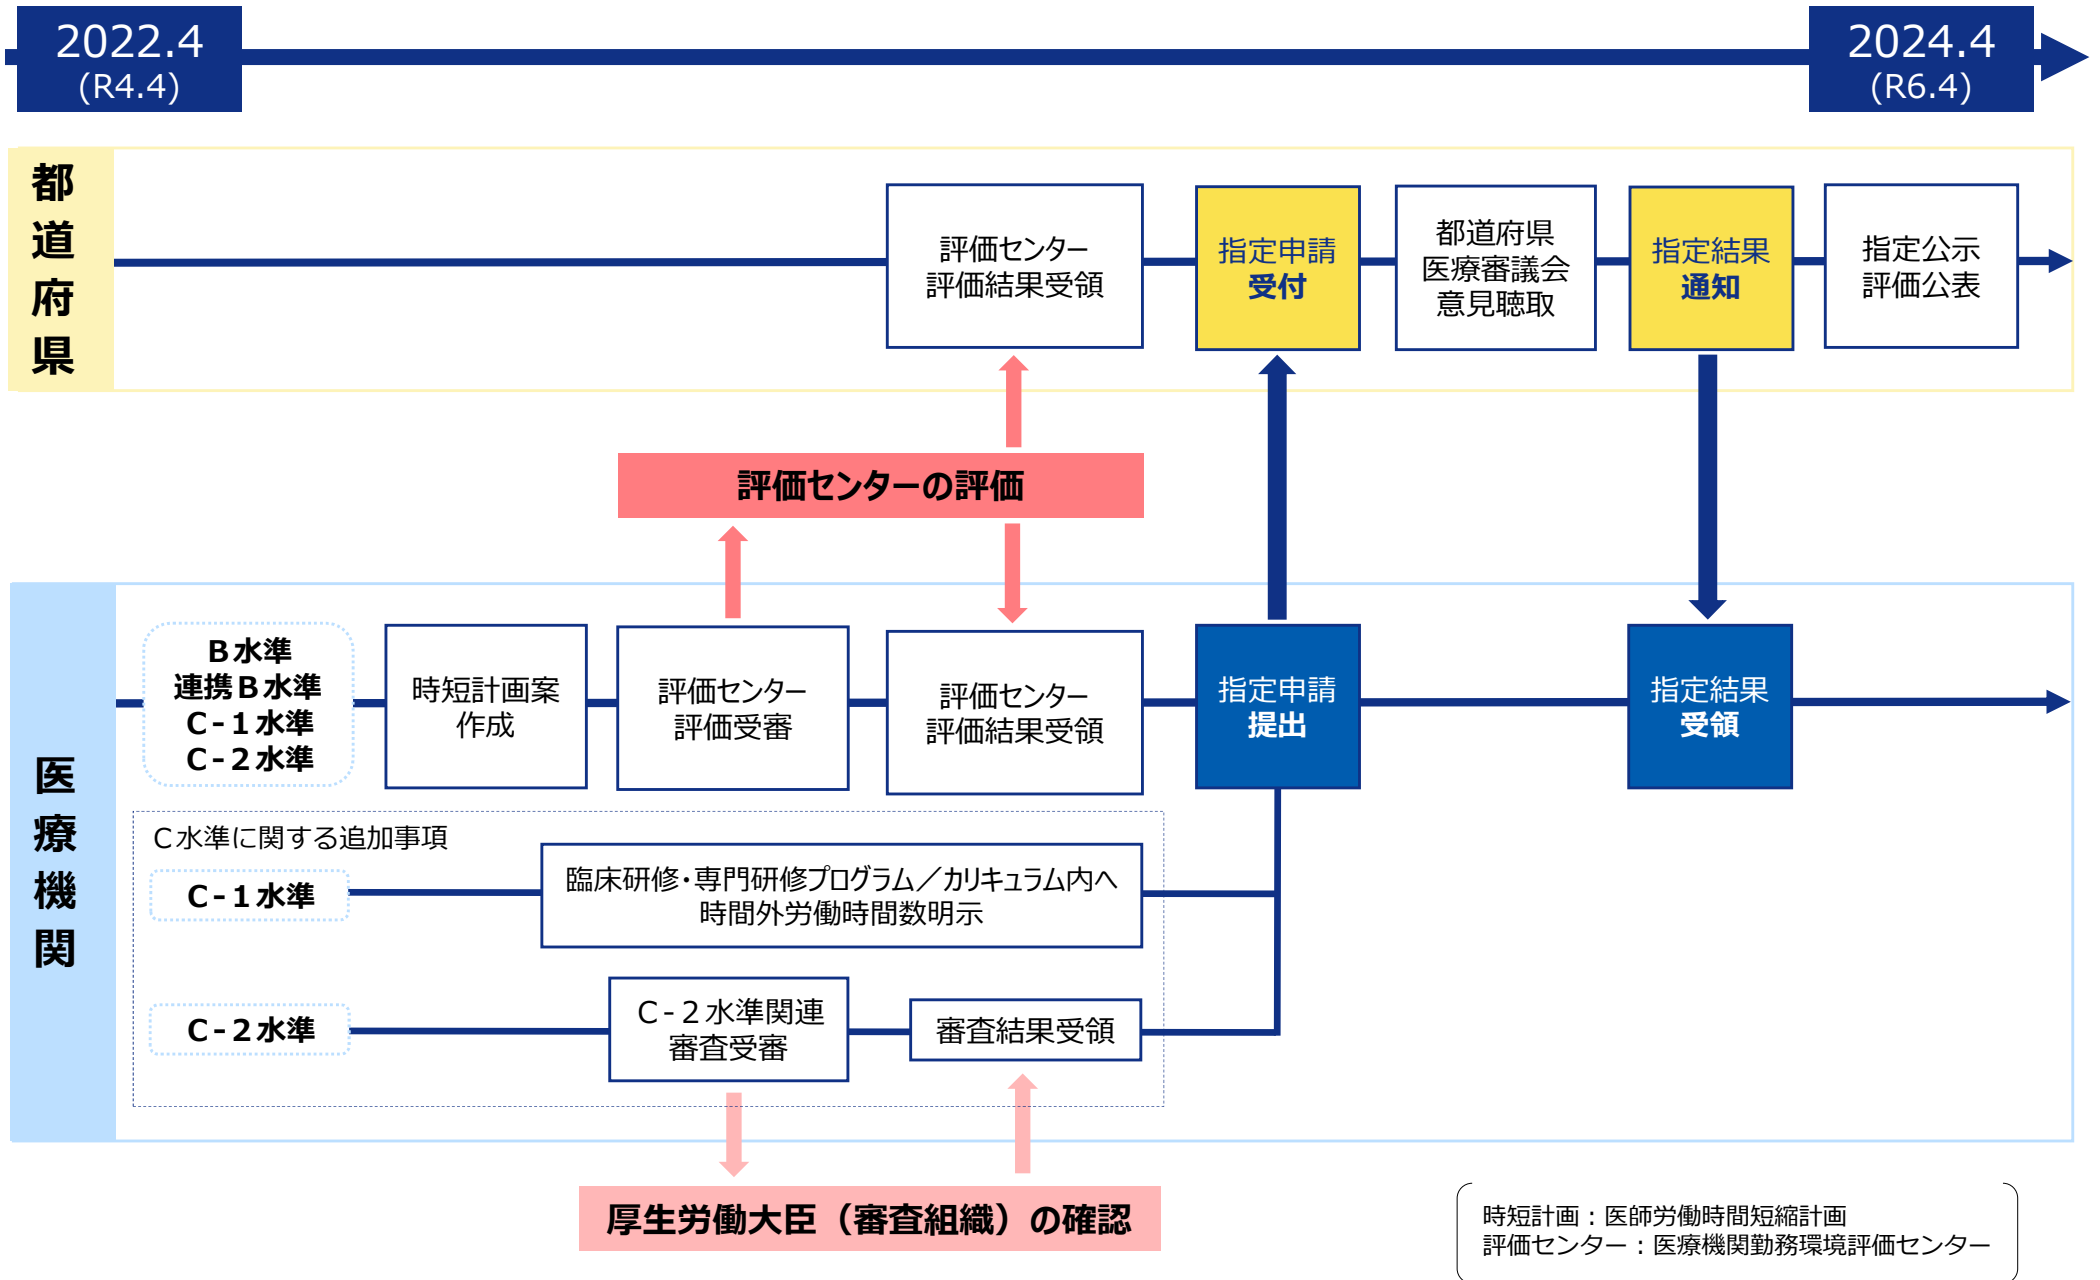 2022.4
(R4.4)
2024.4
(R6.4)
都道府県
評価センター
評価結果受領
指定申請
受付
都道府県
医療審議会
意見聴取
指定結果
通知
指定公示
評価公表
評価センターの評価
医療機関
Ｂ水準
連携Ｂ水準
Ｃ-１水準
Ｃ-２水準
時短計画案
作成
評価センター
評価受審
評価センター
評価結果受領
指定申請
提出
指定結果
受領
Ｃ水準に関する追加事項
Ｃ-１水準
臨床研修・専門研修プログラム／カリキュラム内へ
時間外労働時間数明示
Ｃ-２水準
Ｃ-２水準関連
審査受審
審査結果受領
厚生労働大臣（審査組織）の確認
時短計画：医師労働時間短縮計画
評価センター：医療機関勤務環境評価センター